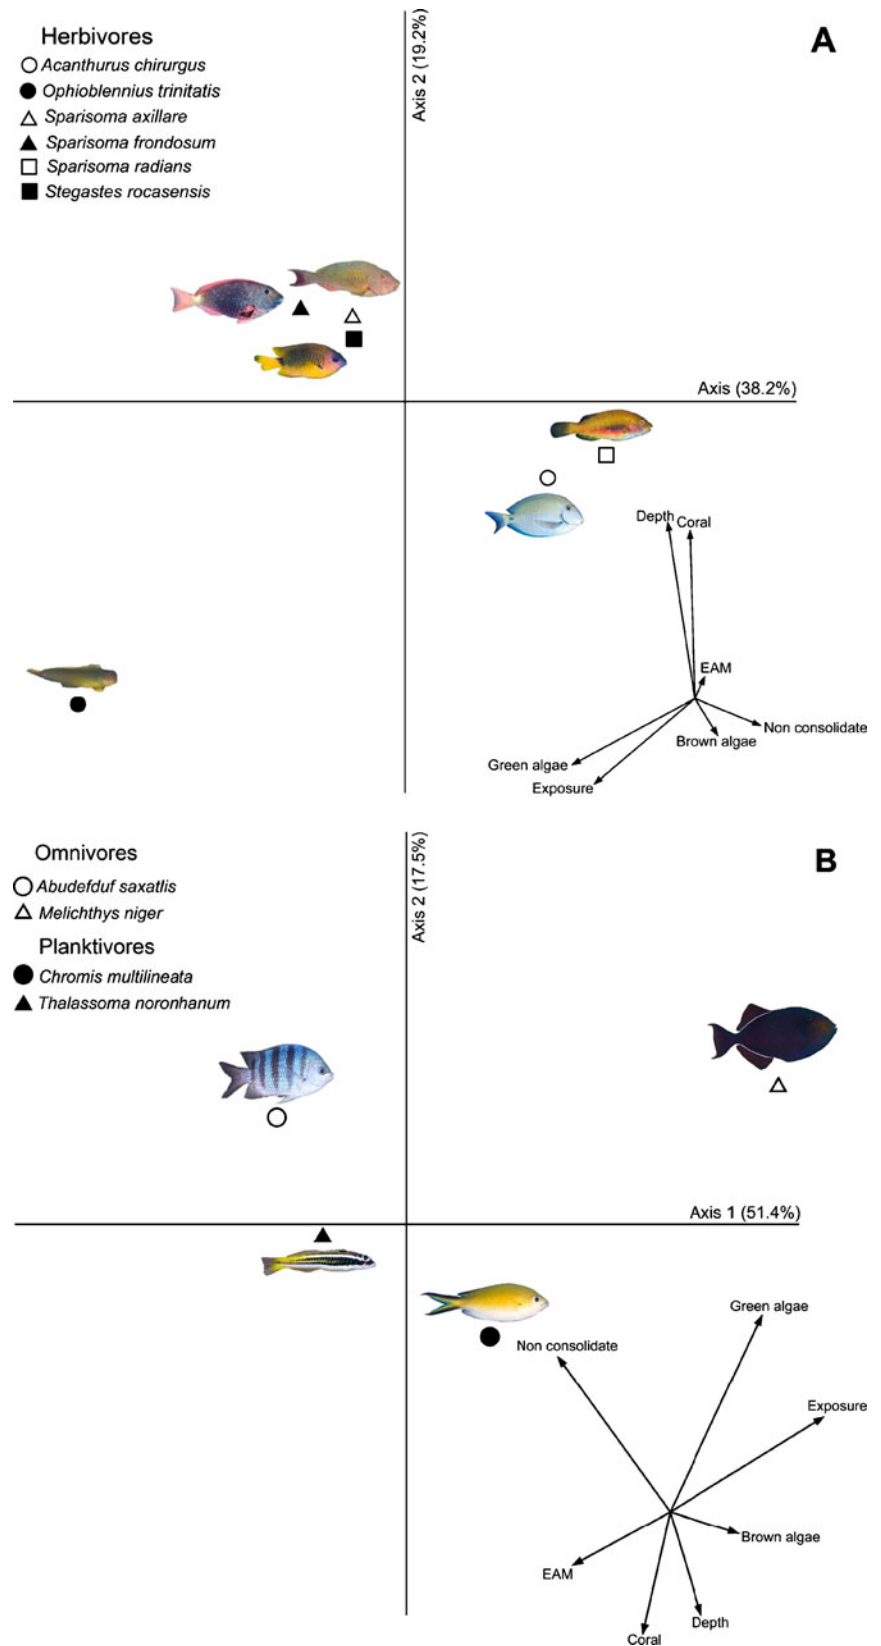 Herbivores
Acanthurus chirurgus
Ophioblennius trinitatis
Sparisoma axillare
Sparisoma frondosum
Sparisoma radians
Stegastes rocasensis
Axis 2 (19.2%)
A
Axis (38.2%)
Depth
Coral
EAM
Non consolidate
Brown algae
Green algae
Exposure
Omnivores
Abudefduf saxatlis
Melichthys niger
Planktivores
Chromis multilineata
Thalassoma noronhanum
Axis 2 (17.5%)
B
Axis 1 (51.4%)
Green algae
Non consolidate
Exposure
Brown algae
EAM
Depth
Coral